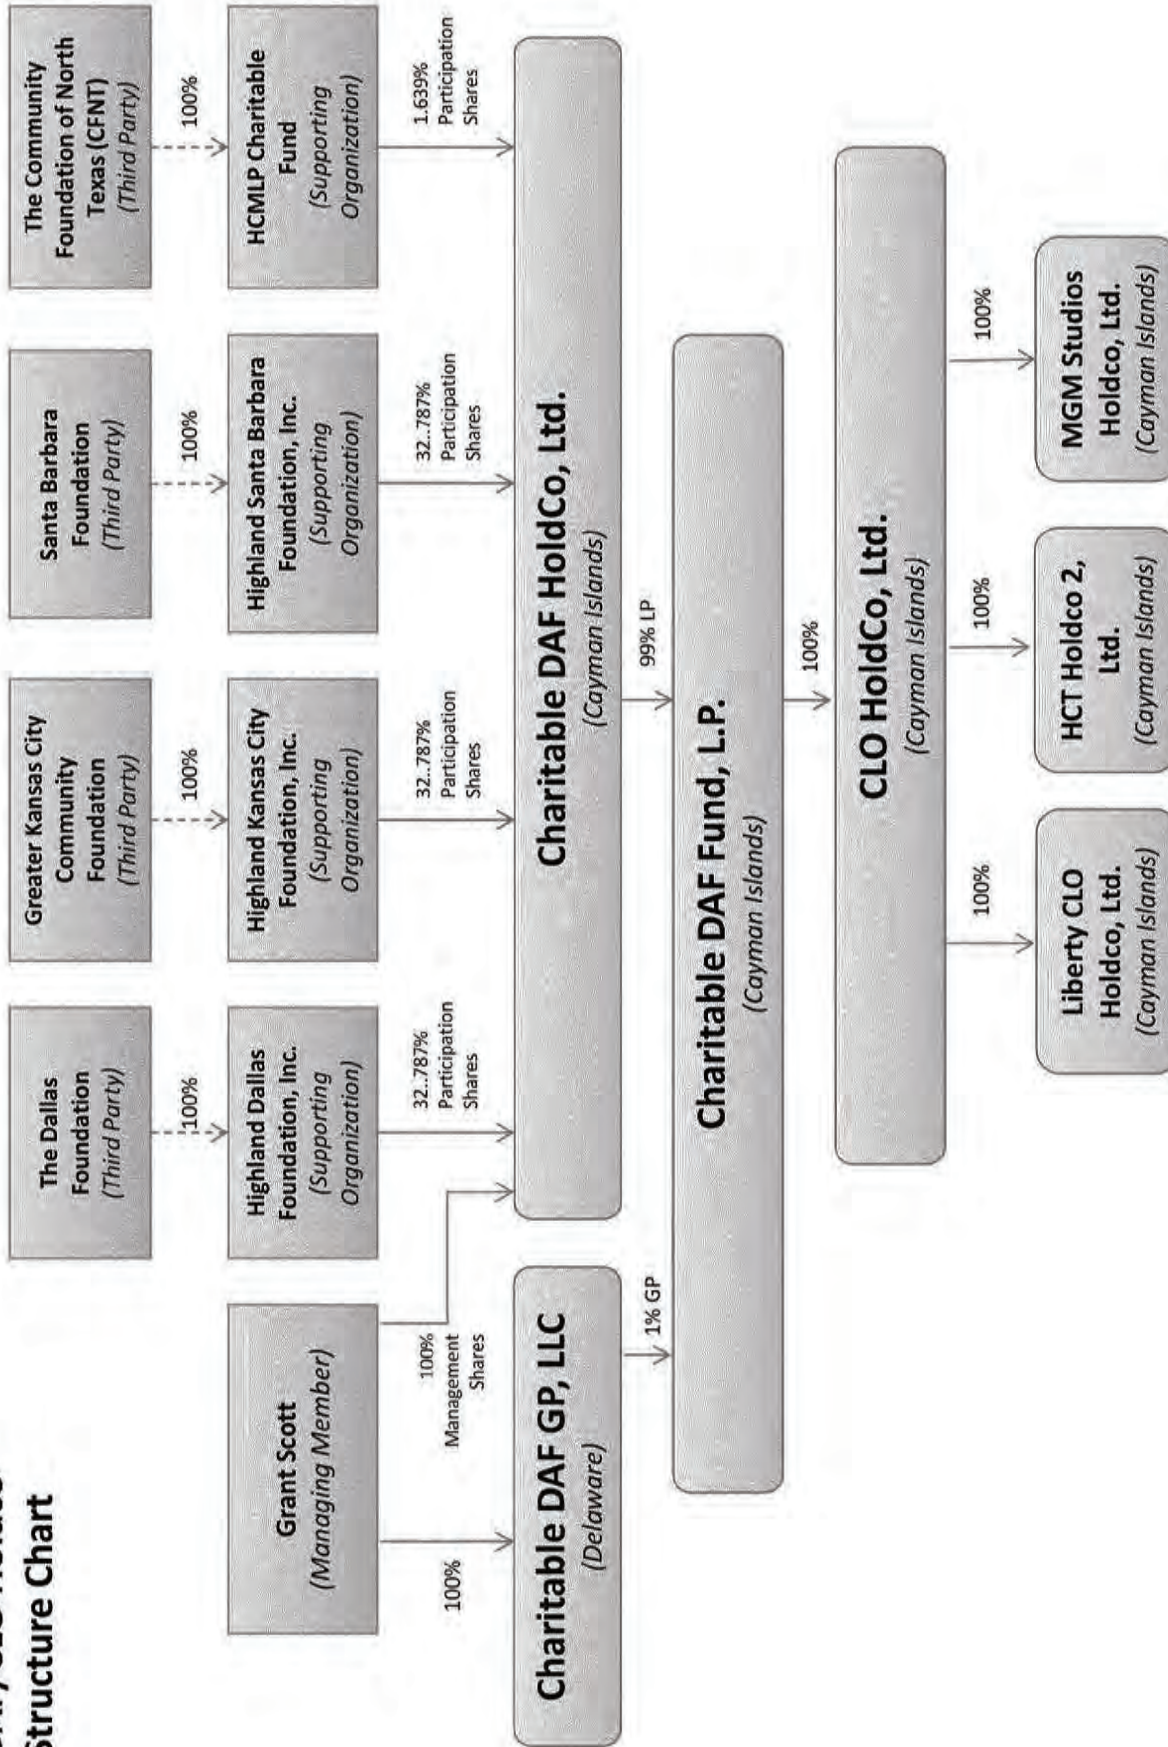 Structure Chart
The Dallas
Foundation
(Third Party)
Greater Kansas City
Community
Foundation
(Third Party)
Santa Barbara
Foundation
(Third Party)
The Community
Foundation of North
Texas (CFNT)
(Third Party)
100%
100%
100%
100%
Grant Scott
(Managing Member)
Highland Dallas
Foundation, Inc.
(Supporting
Organization)
Highland Kansas City
Foundation, Inc.
(Supporting
Organization)
Highland Santa Barbara
Foundation, Inc.
(Supporting
Organization)
HCMLP Charitable
Fund
(Supporting
Organization)
100%
100%
Management
Shares
32..787%
Participation
Shares
32..787%
Participation
Shares
32..787%
Participation
Shares
1.639%
Participation
Shares
Charitable DAF GP, LLC
(Delaware)
Charitable DAF HoldCo, Ltd.
(Cayman Islands)
1% GP
99% LP
Charitable DAF Fund, L.P.
(Cayman Islands)
100%
CLO HoldCo, Ltd.
(Cayman Islands)
100%
100%
100%
Liberty CLO
Holdco, Ltd.
(Cayman Islands)
HCT Holdco 2,
Ltd.
(Cayman Islands)
MGM Studios
Holdco, Ltd.
(Cayman Islands)